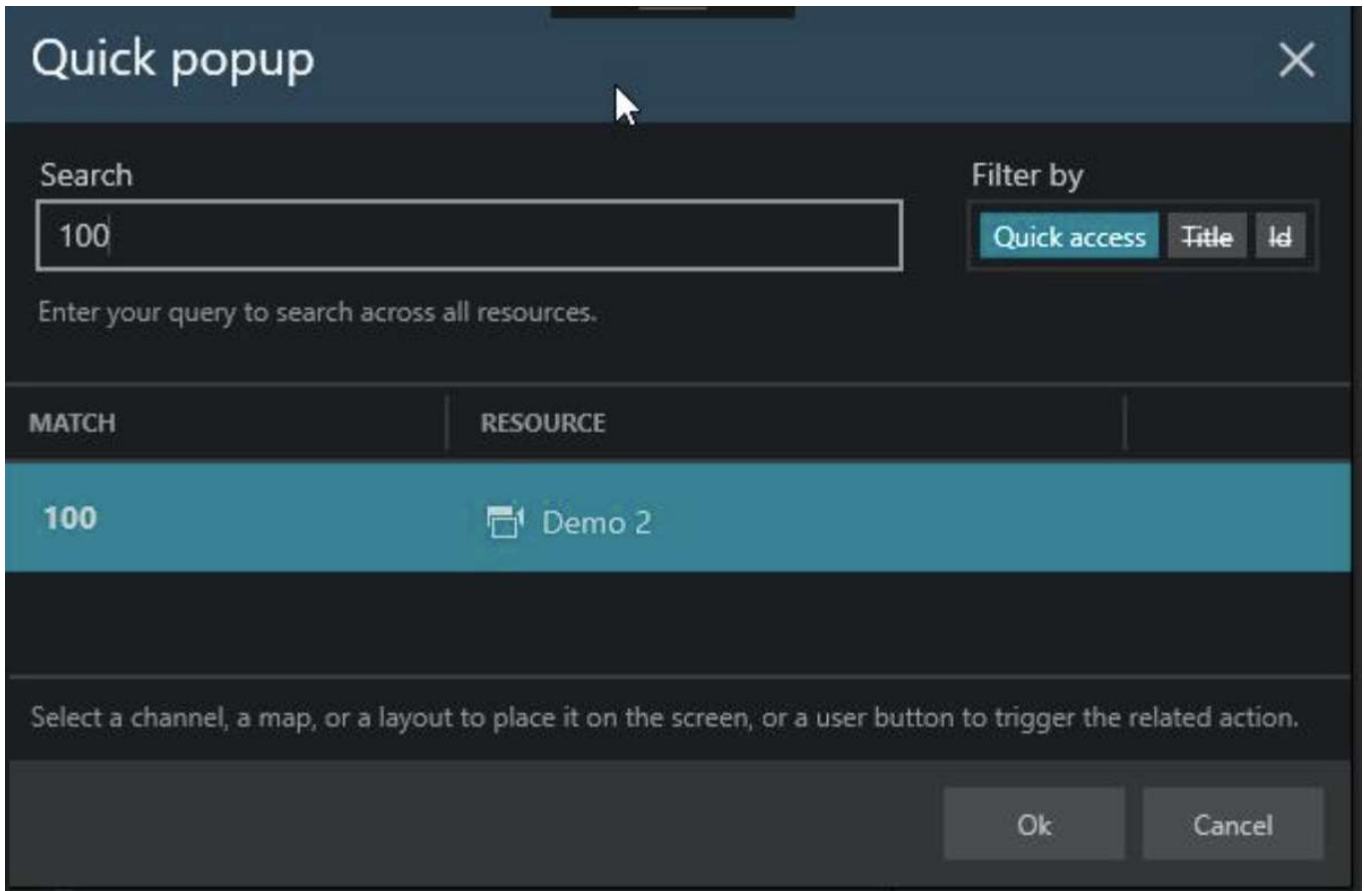 Quick popup
Search
Filter by
100
Quick access Title Id
Enter your query to search across all resources.
MATCH RESOURCE
100 Demo 2
Select a channel, a map, or a layout to place it on the screen, or a user button to trigger the related action.
Ok Cancel